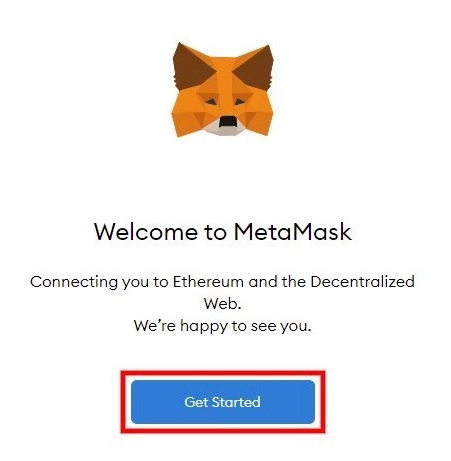 Welcome to MetaMask
Connecting you to Ethereum and the Decentralized
Web.
We’re happy to see you.
Get Started